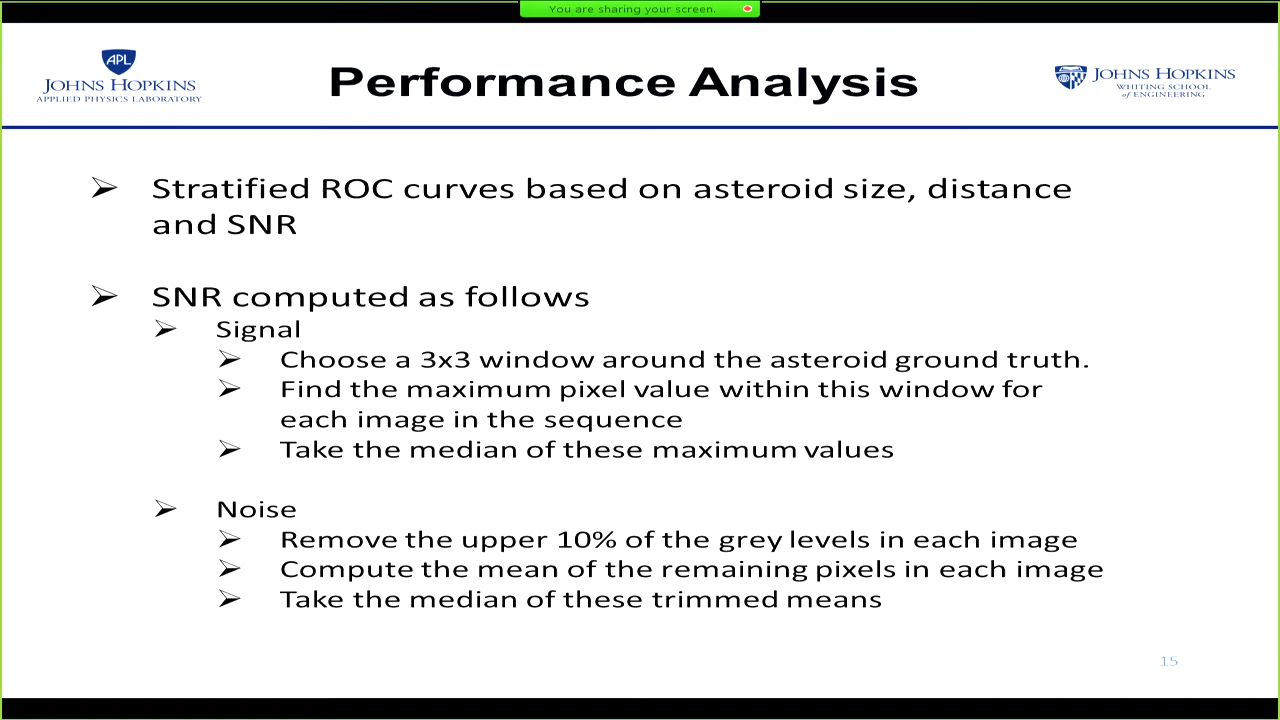 You are sharing your screen.
APL
JOHNS HOPKINS
APPLIED PHYSICS LABORATORY
Performance Analysis
JOHNS HOPKINS
WHITING SCHOOL
of ENGINEERING
Stratified ROC curves based on asteroid size, distance
and SNR
SNR computed as follows
Signal
Choose a 3x3 window around the asteroid ground truth.
Find the maximum pixel value within this window for
each image in the sequence
Take the median of these maximum values
Noise
Remove the upper 10% of the grey levels in each image
Compute the mean of the remaining pixels in each image
Take the median of these trimmed means
15